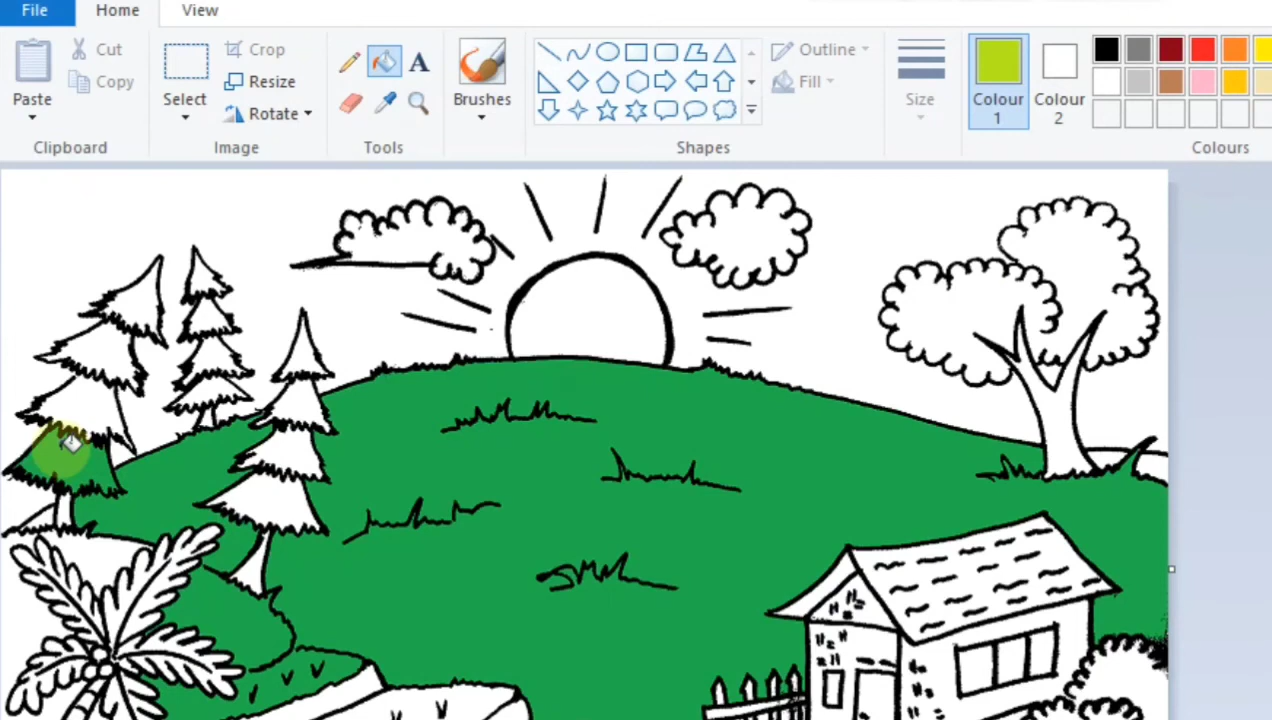 File Home View
Cut
Copy
Paste
Clipboard
Select
Crop
Resize
Rotate
Image
A
Tools
Brushes
Outline
Fill
Shapes
Size
Colour 1
Colour 2
Colours